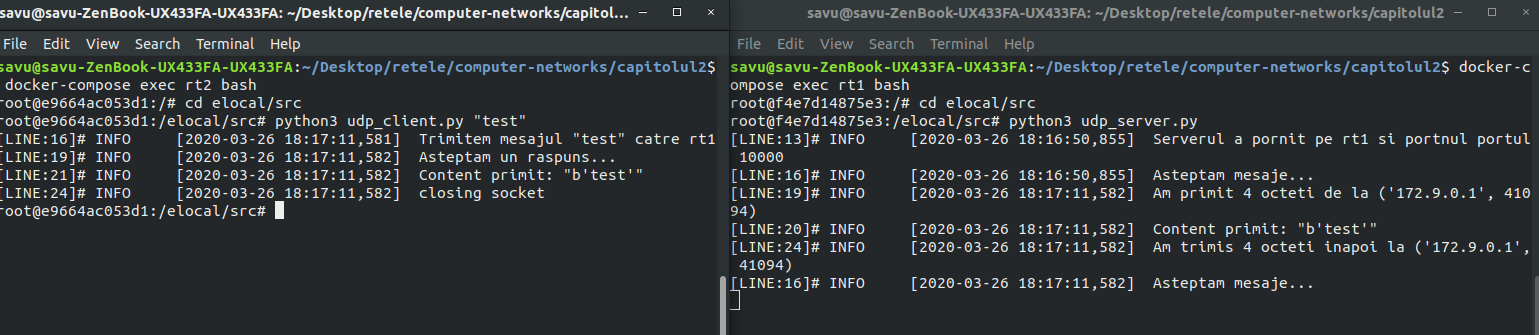 savu@savu-ZenBook-UX433FA-UX433FA: ~/Desktop/retele/computer-networks/capitol...
File Edit View Search Terminal Help
savu@savu-ZenBook-UX433FA-UX433FA:~/Desktop/retele/computer-networks/capitolul2$
docker-compose exec rt2 bash
root@e9664ac053d1:/# cd elocal/src
root@e9664ac053d1:/elocal/src# python3 udp_client.py "test"
[LINE:16]# INFO [2020-03-26 18:17:11,581] Trimitem mesajul "test" catre rt1
[LINE:19]# INFO [2020-03-26 18:17:11,582] Asteptam un raspuns...
[LINE:21]# INFO [2020-03-26 18:17:11,582] Content primit: "b'test'"
[LINE:24]# INFO [2020-03-26 18:17:11,582] closing socket
root@e9664ac053d1:/elocal/src#
savu@savu-ZenBook-UX433FA-UX433FA: ~/Desktop/retele/computer-networks/capitolul2
File Edit View Search Terminal Help
savu@savu-ZenBook-UX433FA-UX433FA:~/Desktop/retele/computer-networks/capitolul2$ docker-c
ompose exec rt1 bash
root@f4e7d14875e3:/# cd elocal/src
root@f4e7d14875e3:/elocal/src# python3 udp_server.py
[LINE:13]# INFO [2020-03-26 18:16:50,855] Serverul a pornit pe rt1 si portnul portul
10000
[LINE:16]# INFO [2020-03-26 18:16:50,855] Asteptam mesaje...
[LINE:19]# INFO [2020-03-26 18:17:11,582] Am primit 4 octeti de la ('172.9.0.1', 410
94)
[LINE:20]# INFO [2020-03-26 18:17:11,582] Content primit: "b'test'"
[LINE:24]# INFO [2020-03-26 18:17:11,582] Am trimis 4 octeti inapoi la ('172.9.0.1',
41094)
[LINE:16]# INFO [2020-03-26 18:17:11,582] Asteptam mesaje...